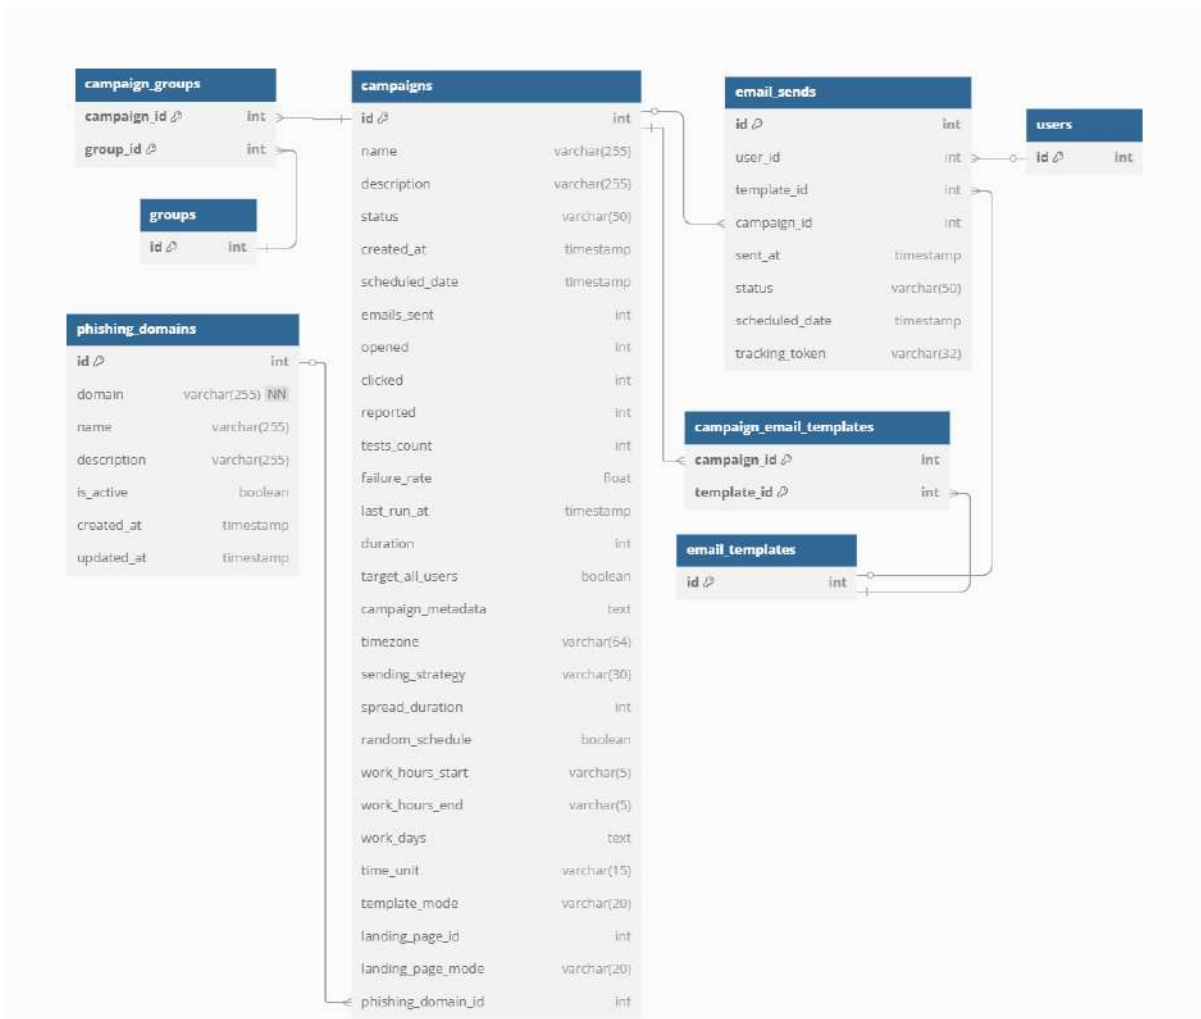 campaign_groups
campaign_id int
group_id int
groups
id int
phishing_domains
id int
domain varchar(255) NN
name varchar(255)
description varchar(255)
is_active boolean
created_at timestamp
updated_at timestamp
campaigns
id int
name varchar(255)
description varchar(255)
status varchar(50)
created_at timestamp
scheduled_date timestamp
emails_sent int
opened int
clicked int
reported int
tests_count int
failure_rate float
last_run_at timestamp
duration int
target_all_users boolean
campaign_metadata text
timezone varchar(64)
sending_strategy varchar(30)
spread_duration int
random_schedule boolean
work_hours_start varchar(5)
work_hours_end varchar(5)
work_days text
time_unit varchar(15)
template_mode varchar(20)
landing_page_id int
landing_page_mode varchar(20)
phishing_domain_id int
email_sends
id int
user_id int
template_id int
campaign_id int
sent_at timestamp
status varchar(50)
scheduled_date timestamp
tracking_token varchar(32)
users
id int
campaign_email_templates
campaign_id int
template_id int
email_templates
id int